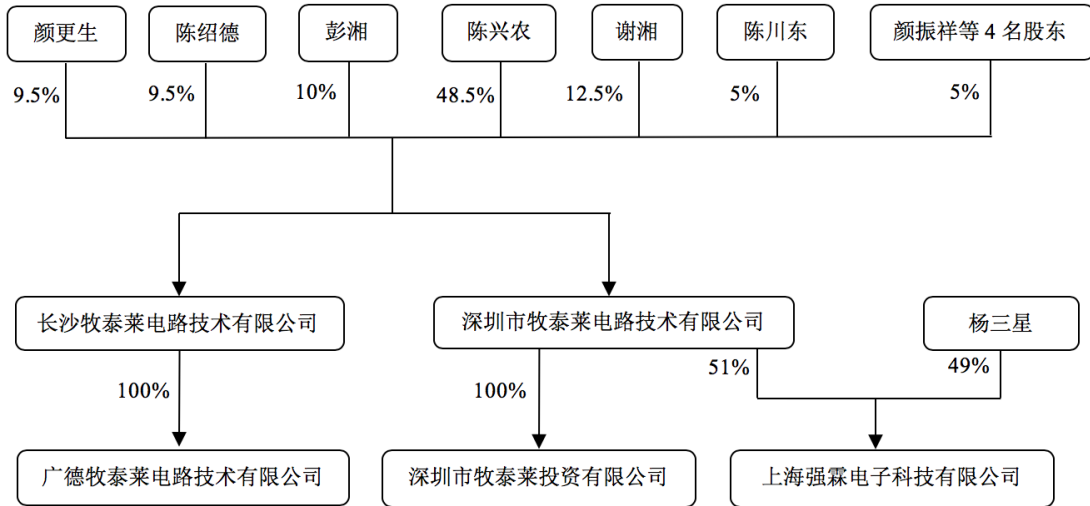 颜更生
陈绍德
彭湘
陈兴农
谢湘
陈川东
颜振祥等 4 名股东
9.5%
9.5%
10%
48.5%
12.5%
5%
5%
长沙牧泰莱电路技术有限公司
深圳市牧泰莱电路技术有限公司
杨三星
100%
100%
51%
49%
广德牧泰莱电路技术有限公司
深圳市牧泰莱投资有限公司
上海强霖电子科技有限公司